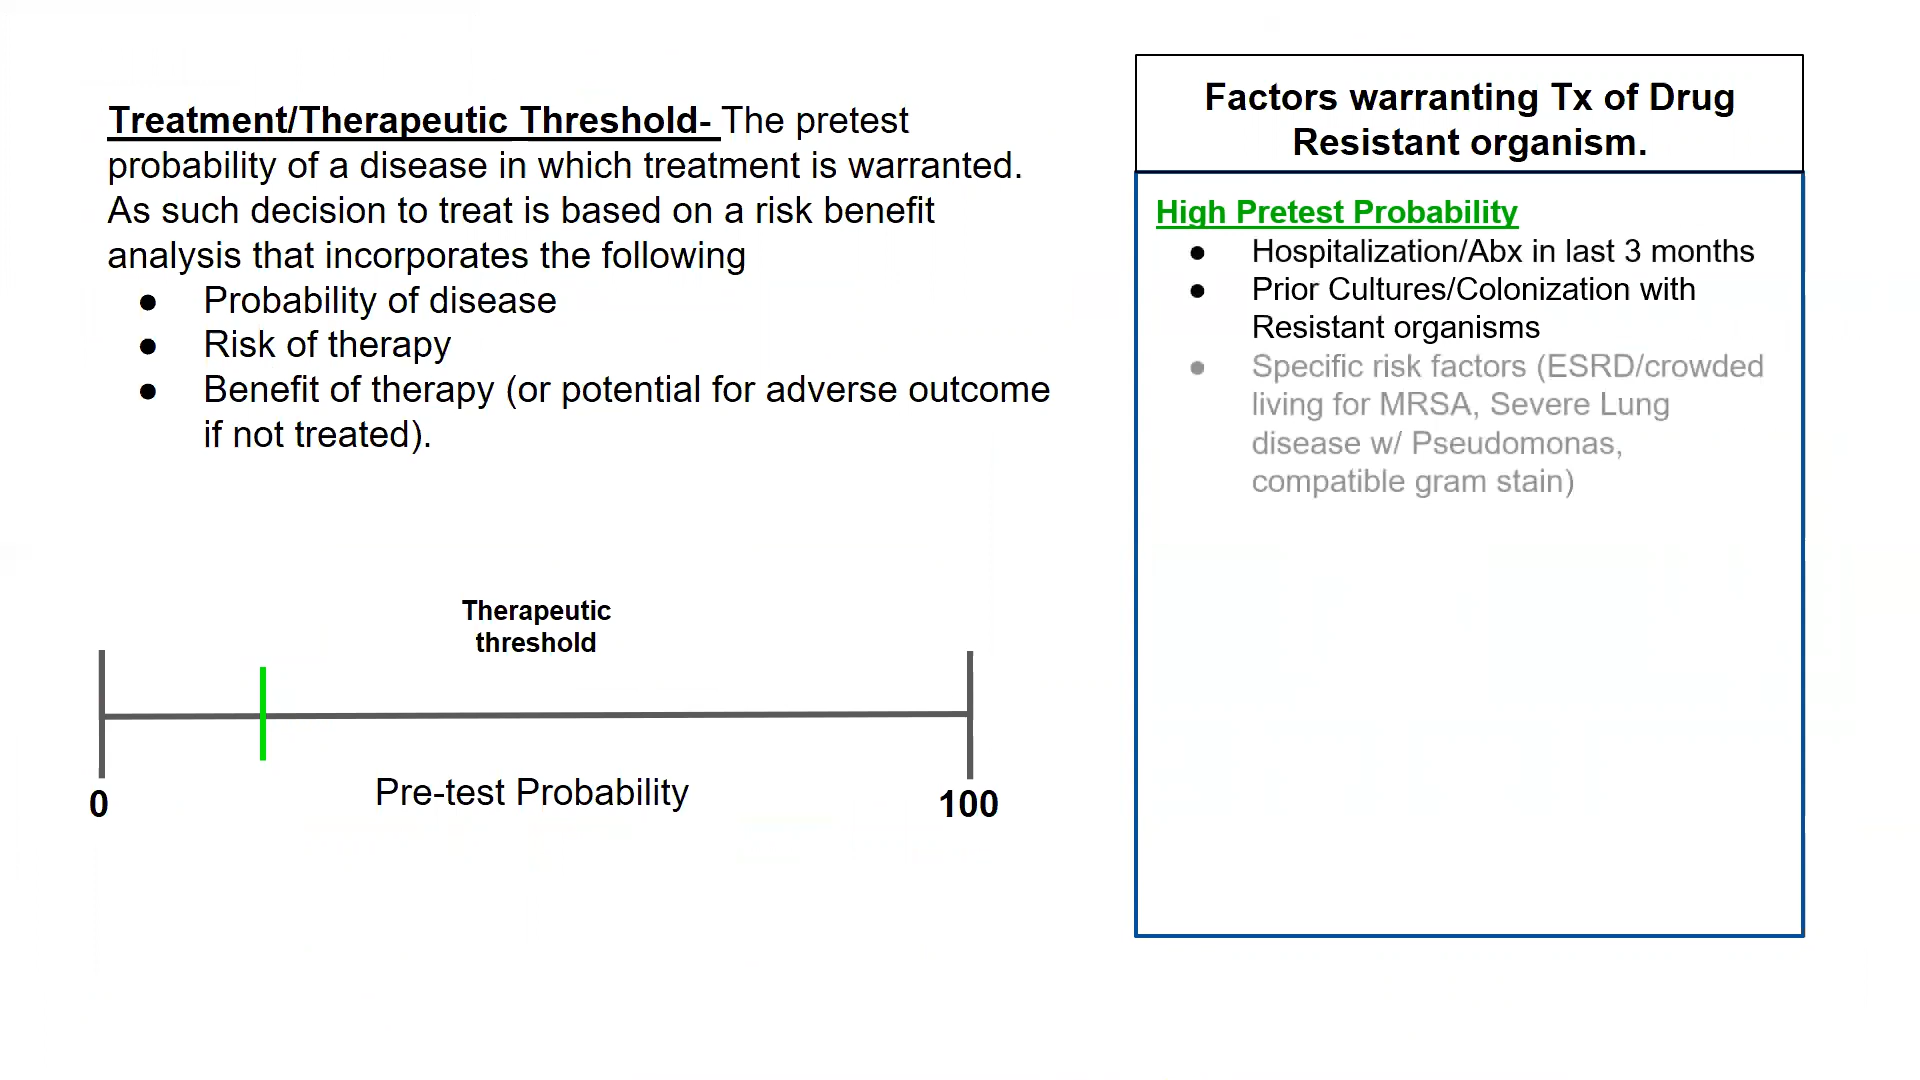 Treatment/Therapeutic Threshold- The pretest
probability of a disease in which treatment is warranted.
As such decision to treat is based on a risk benefit
analysis that incorporates the following
● Probability of disease
● Risk of therapy
● Benefit of therapy (or potential for adverse outcome
if not treated).
Therapeutic
threshold
Pre-test Probability
0
100
Factors warranting Tx of Drug
Resistant organism.
High Pretest Probability
● Hospitalization/Abx in last 3 months
● Prior Cultures/Colonization with
Resistant organisms
● Specific risk factors (ESRD/crowded
living for MRSA, Severe Lung
disease w/ Pseudomonas,
compatible gram stain)